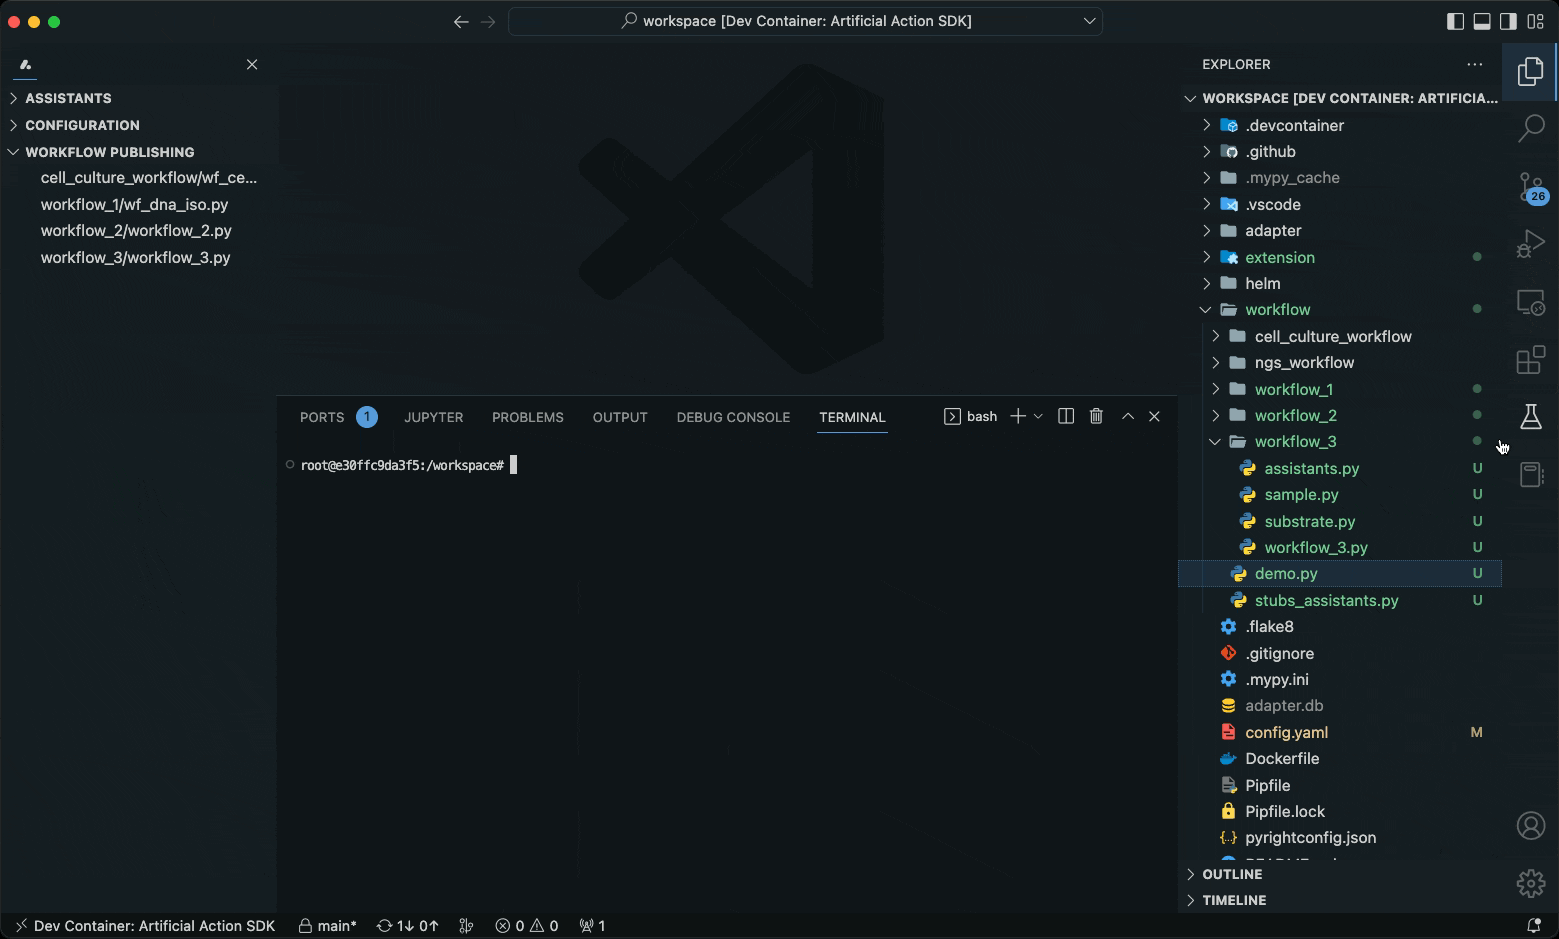 workspace [Dev Container: Artificial Action SDK]
ASSISTANTS
CONFIGURATION
WORKFLOW PUBLISHING
cell_culture_workflow/wf_ce...
workflow_1/wf_dna_iso.py
workflow_2/workflow_2.py
workflow_3/workflow_3.py
PORTS 1 JUPYTER PROBLEMS OUTPUT DEBUG CONSOLE TERMINAL bash
root@e30ffc9da3f5:/workspace#
EXPLORER
WORKSPACE [DEV CONTAINER: ARTIFICIA...
.devcontainer
.github
.mypy_cache
.vscode
adapter
extension
helm
workflow
cell_culture_workflow
ngs_workflow
workflow_1
workflow_2
workflow_3
assistants.py U
sample.py U
substrate.py U
workflow_3.py U
demo.py U
stubs_assistants.py U
.flake8
.gitignore
.mypy.ini
adapter.db
config.yaml M
Dockerfile
Pipfile
Pipfile.lock
pyrightconfig.json
OUTLINE
TIMELINE
26
Dev Container: Artificial Action SDK main* 1↓ 0↑ 0 0 1